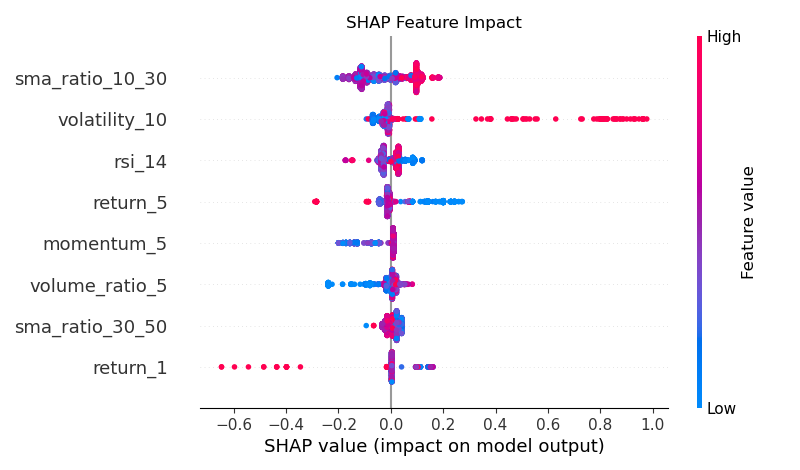 SHAP Feature Impact
High
sma_ratio_10_30
volatility_10
rsi_14
return_5
momentum_5
volume_ratio_5
sma_ratio_30_50
return_1
Feature value
Low
−0.6 −0.4 −0.2 0.0 0.2 0.4 0.6 0.8 1.0
SHAP value (impact on model output)